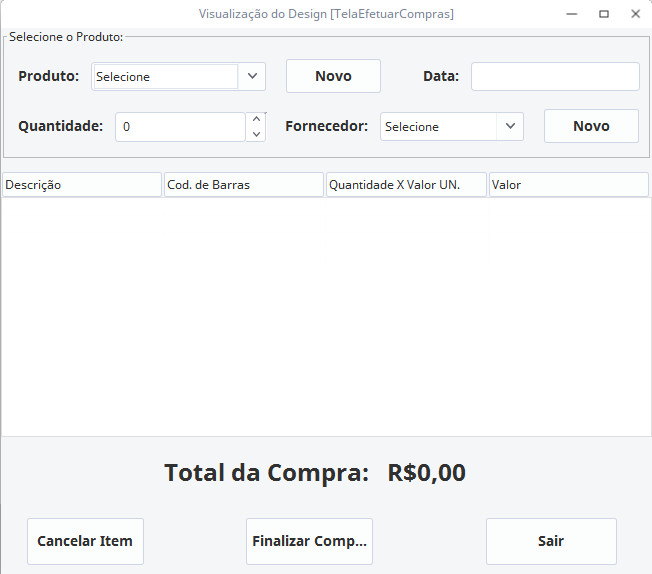 Visualização do Design [TelaEfetuarCompras]
Selecione o Produto:
Produto: Selecione Novo Data:
Quantidade: 0 Fornecedor: Selecione Novo
Descrição Cod. de Barras Quantidade X Valor UN. Valor
Total da Compra: R$0,00
Cancelar Item Finalizar Comp... Sair